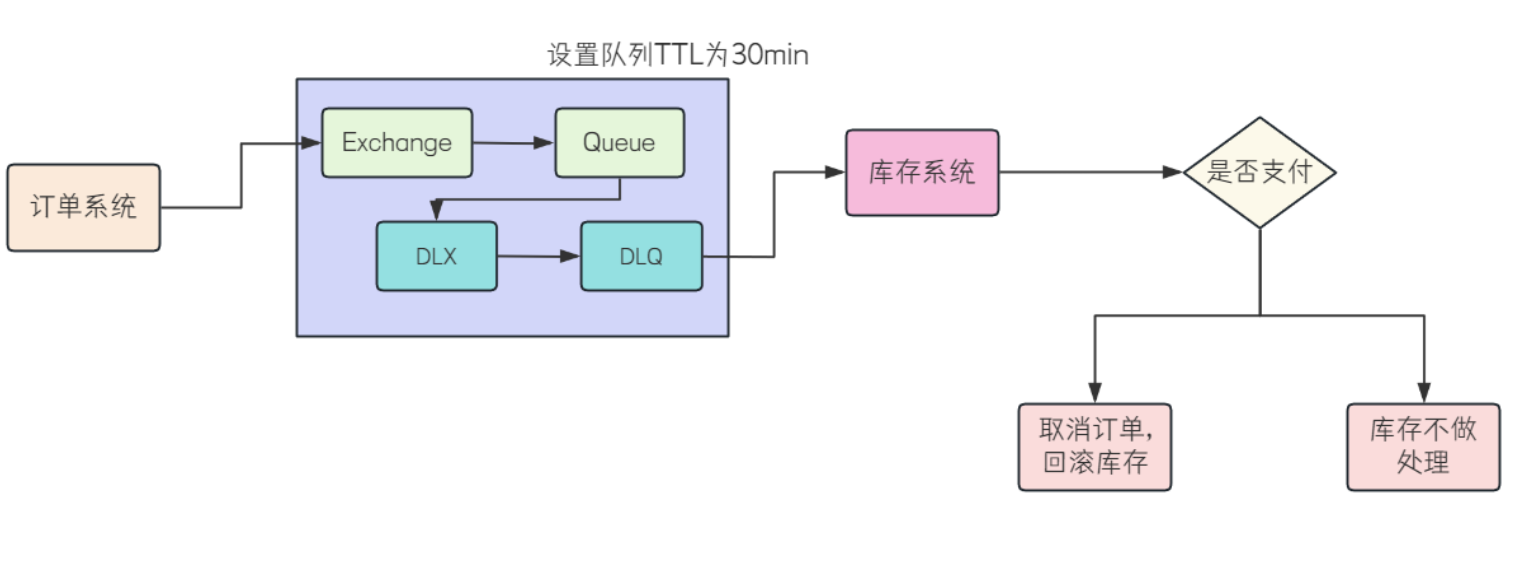 设置队列TTL为30min
Exchange
Queue
订单系统
DLX
DLQ
库存系统
是否支付
取消订单，
回滚库存
库存不做
处理